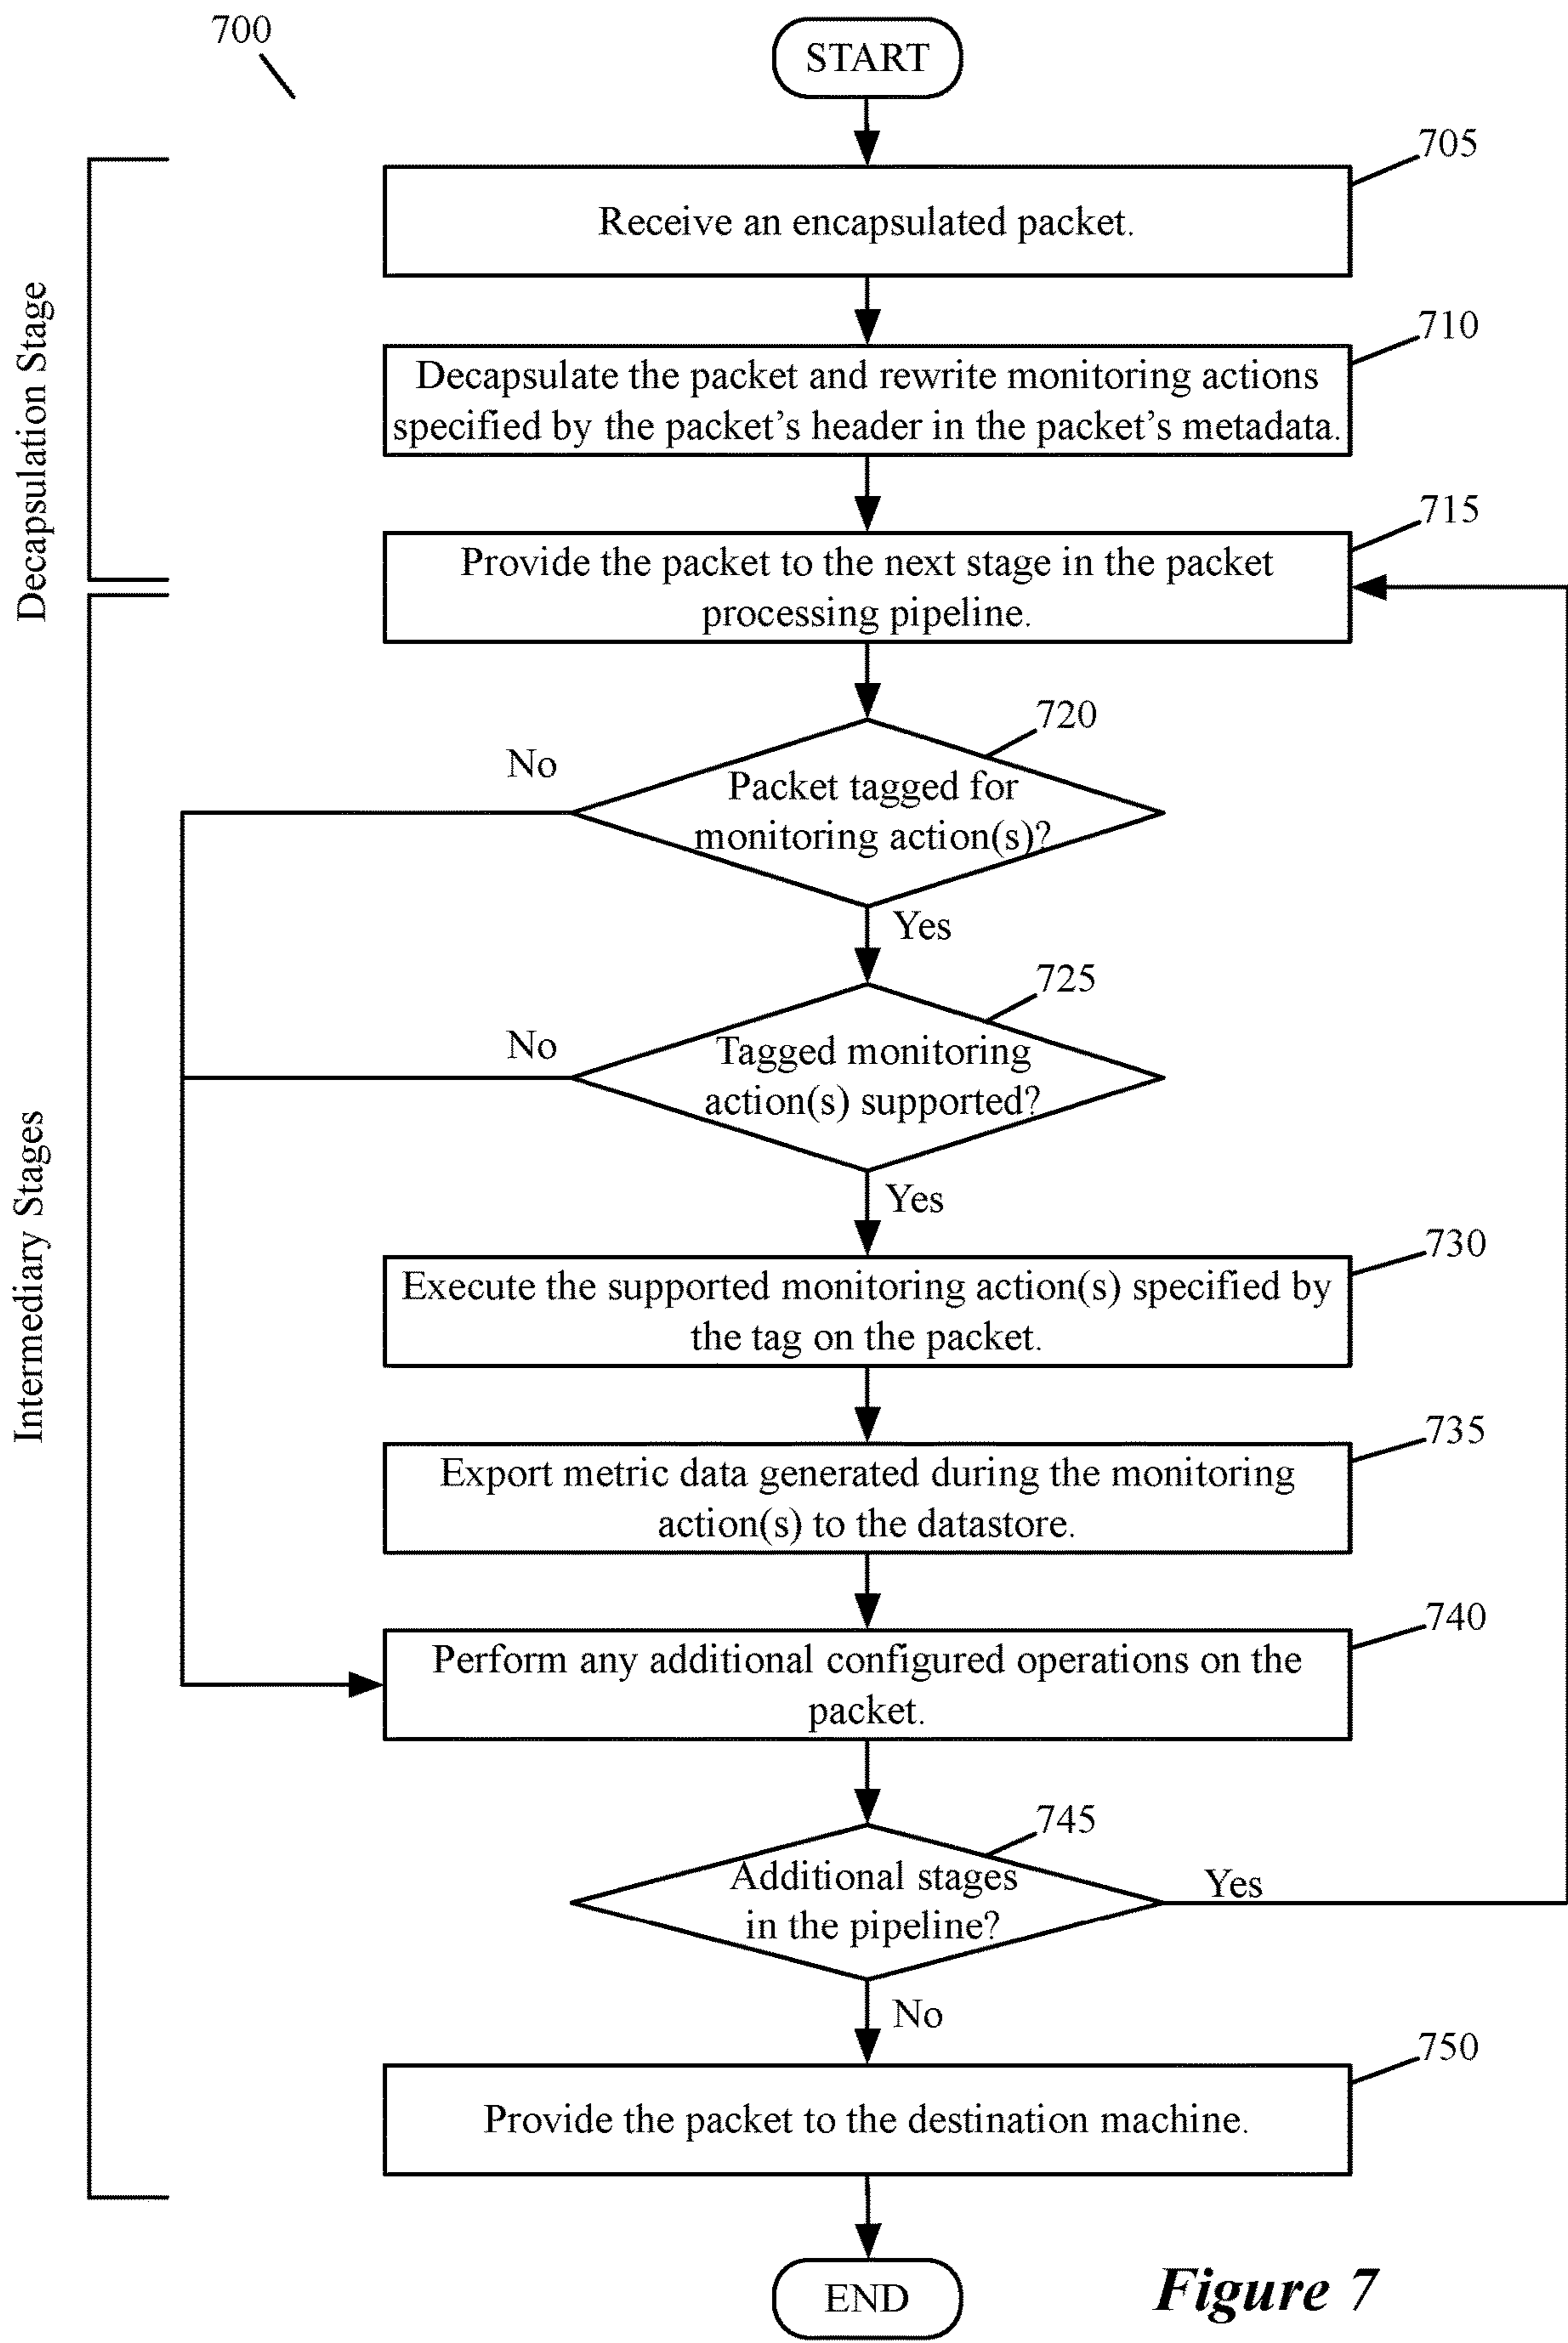 700
START
705
Receive an encapsulated packet.
710
Decapsulate the packet and rewrite monitoring actions
specified by the packet's header in the packet's metadata.
715
Provide the packet to the next stage in the packet
processing pipeline.
Decapsulation Stage
720
No
Packet tagged for
monitoring action(s)?
Yes
725
No
Tagged monitoring
action(s) supported?
Yes
730
Execute the supported monitoring action(s) specified by
the tag on the packet.
Intermediary Stages
735
Export metric data generated during the monitoring
action(s) to the datastore.
740
Perform any additional configured operations on the
packet.
745
Additional stages
in the pipeline?
Yes
No
750
Provide the packet to the destination machine.
END
Figure 7